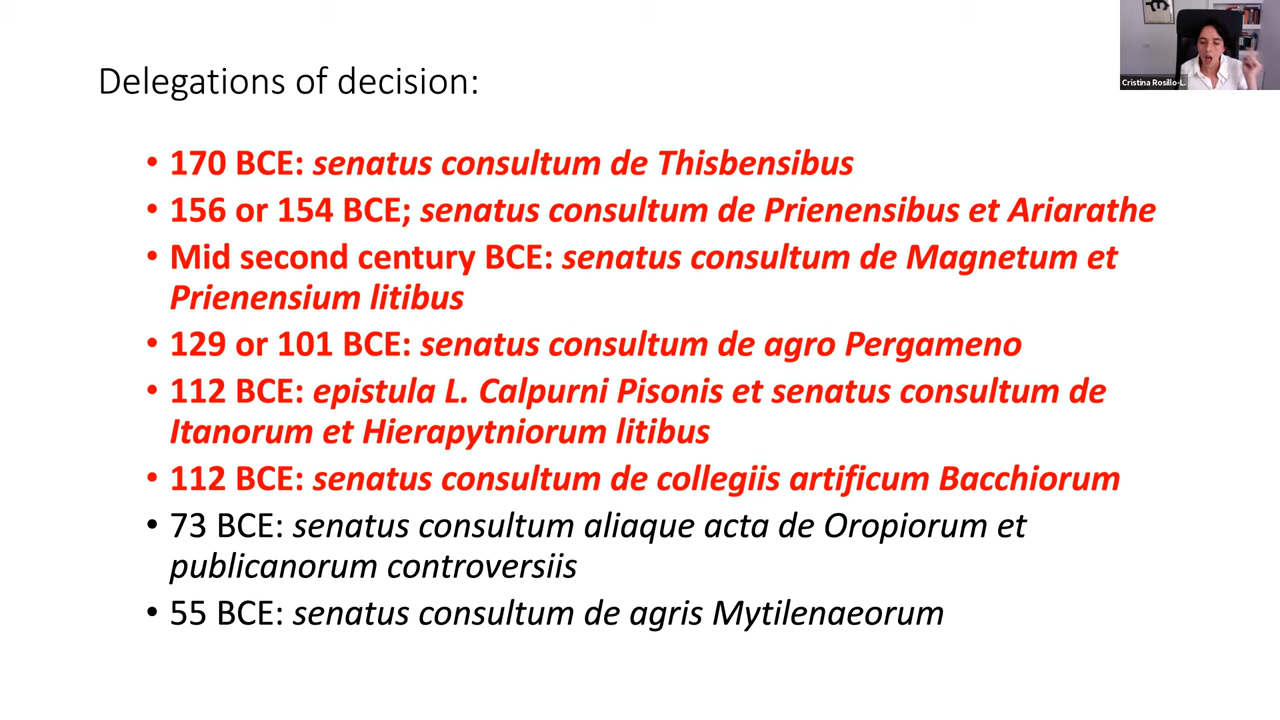 Delegations of decision:
• 170 BCE: senatus consultum de Thisbensibus
• 156 or 154 BCE; senatus consultum de Prienensibus et Ariarathe
• Mid second century BCE: senatus consultum de Magnetum et
Prienensium litibus
• 129 or 101 BCE: senatus consultum de agro Pergameno
• 112 BCE: epistula L. Calpurni Pisonis et senatus consultum de
Itanorum et Hierapytniorum litibus
• 112 BCE: senatus consultum de collegiis artificum Bacchiorum
• 73 BCE: senatus consultum aliaque acta de Oropiorum et
publicanorum controversiis
• 55 BCE: senatus consultum de agris Mytilenaeorum
Cristina Rosillo-L.